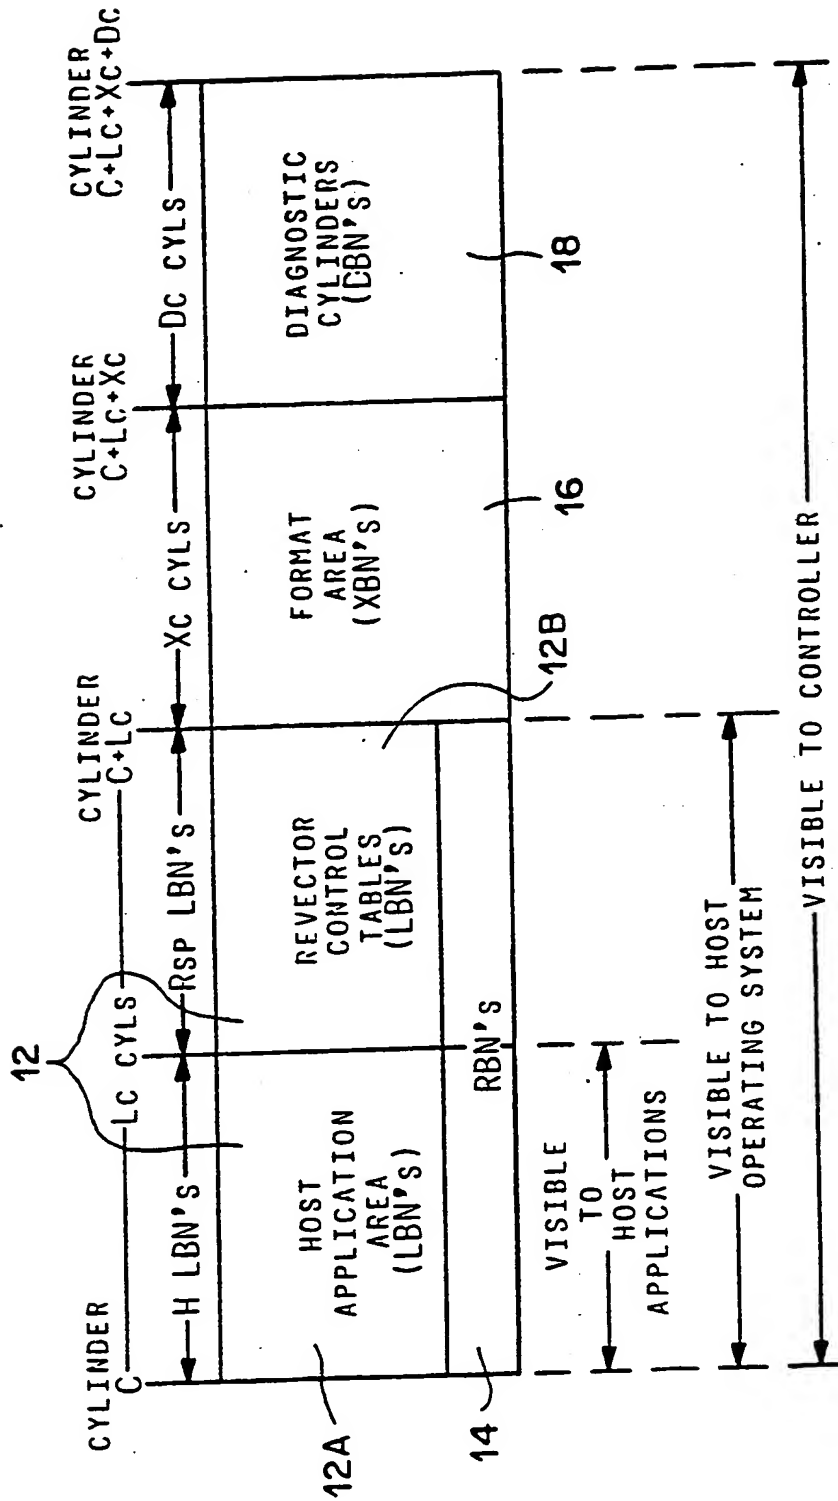 12
CYLINDER
C
LC CYLS
CYLINDER
C+LC
CYLINDER
C+LC+XC
CYLINDER
C+LC+XC+DC
H LBN'S
RSP LBN'S
XC CYLS
DC CYLS
HOST
APPLICATION
AREA
(LBN'S)
REVECTOR
CONTROL
TABLES
(LBN'S)
FORMAT
AREA
(XBN'S)
DIAGNOSTIC
CYLINDERS
(DBN'S)
12A
RBN'S
14
12B
16
18
VISIBLE
TO
HOST
APPLICATIONS
VISIBLE TO HOST
OPERATING SYSTEM
VISIBLE TO CONTROLLER